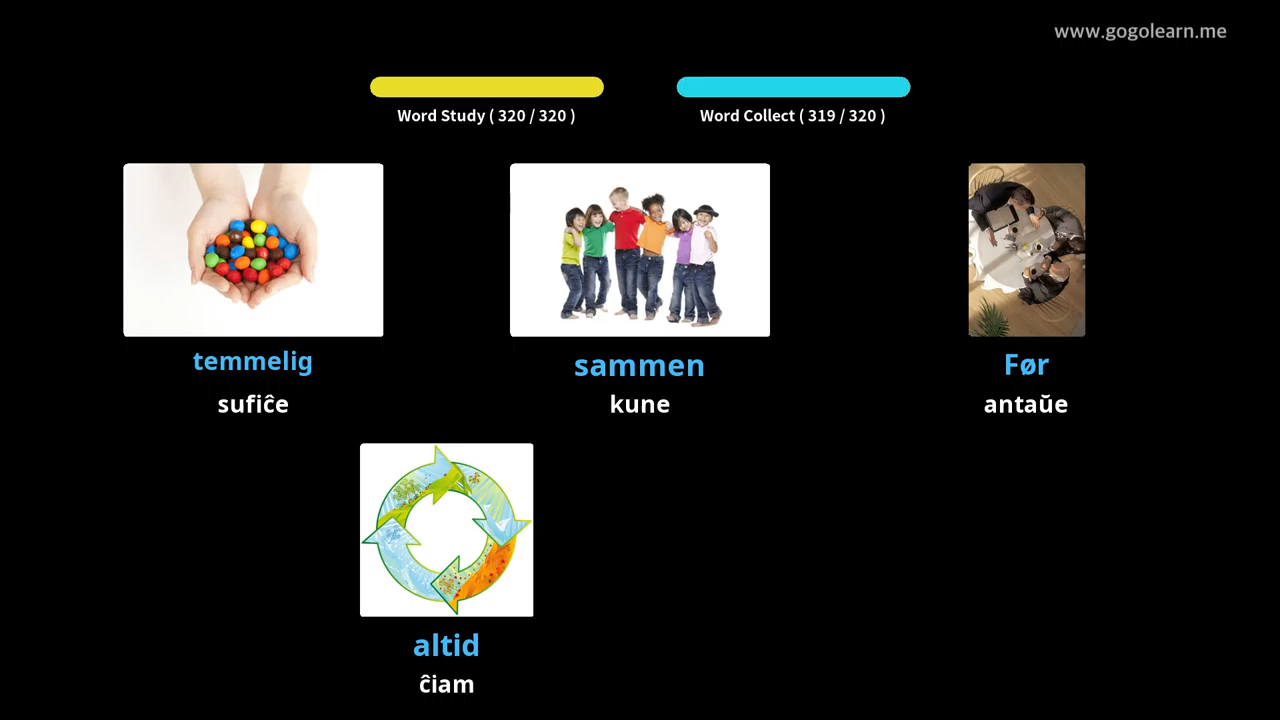 www.gogolearn.me
Word Study ( 320 / 320 )
Word Collect ( 319 / 320 )
temmelig
sufiĉe
sammen
kune
Før
antaŭe
altid
ĉiam